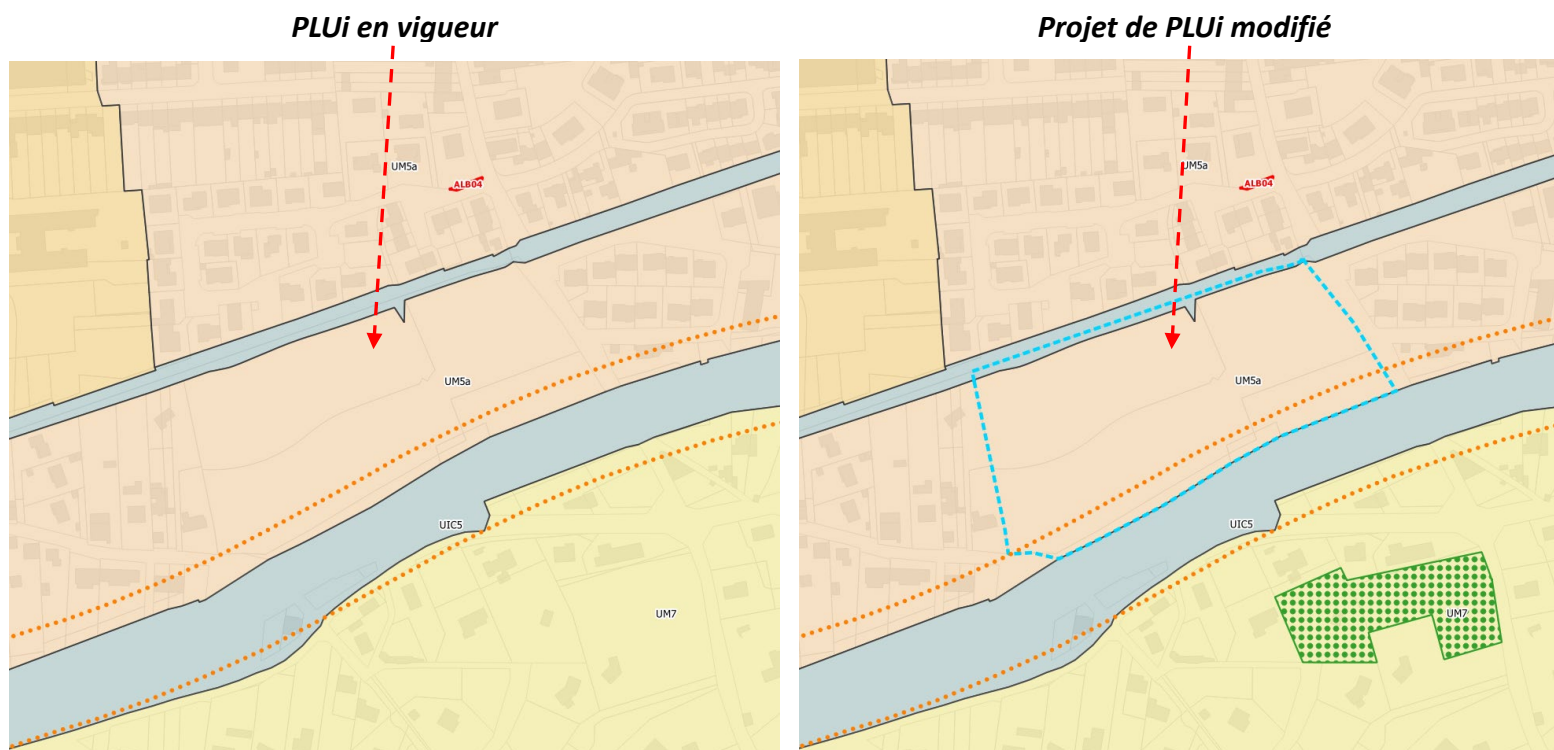 PLUi en vigueur
Projet de PLUi modifié
UM5a
ALB04
UM5a
UIC5
UM7
UM5a
ALB04
UM5a
UIC5
UM7